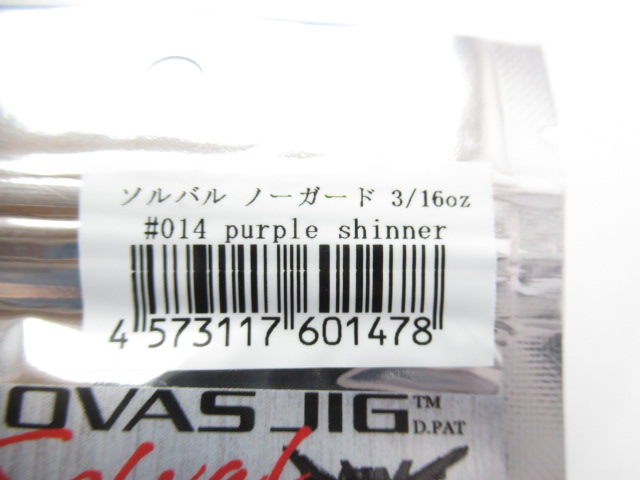 ソルバル ノーガード 3/16oz
#014 purple shinner
4 573117 601478
OVAS JIG™
D.PAT